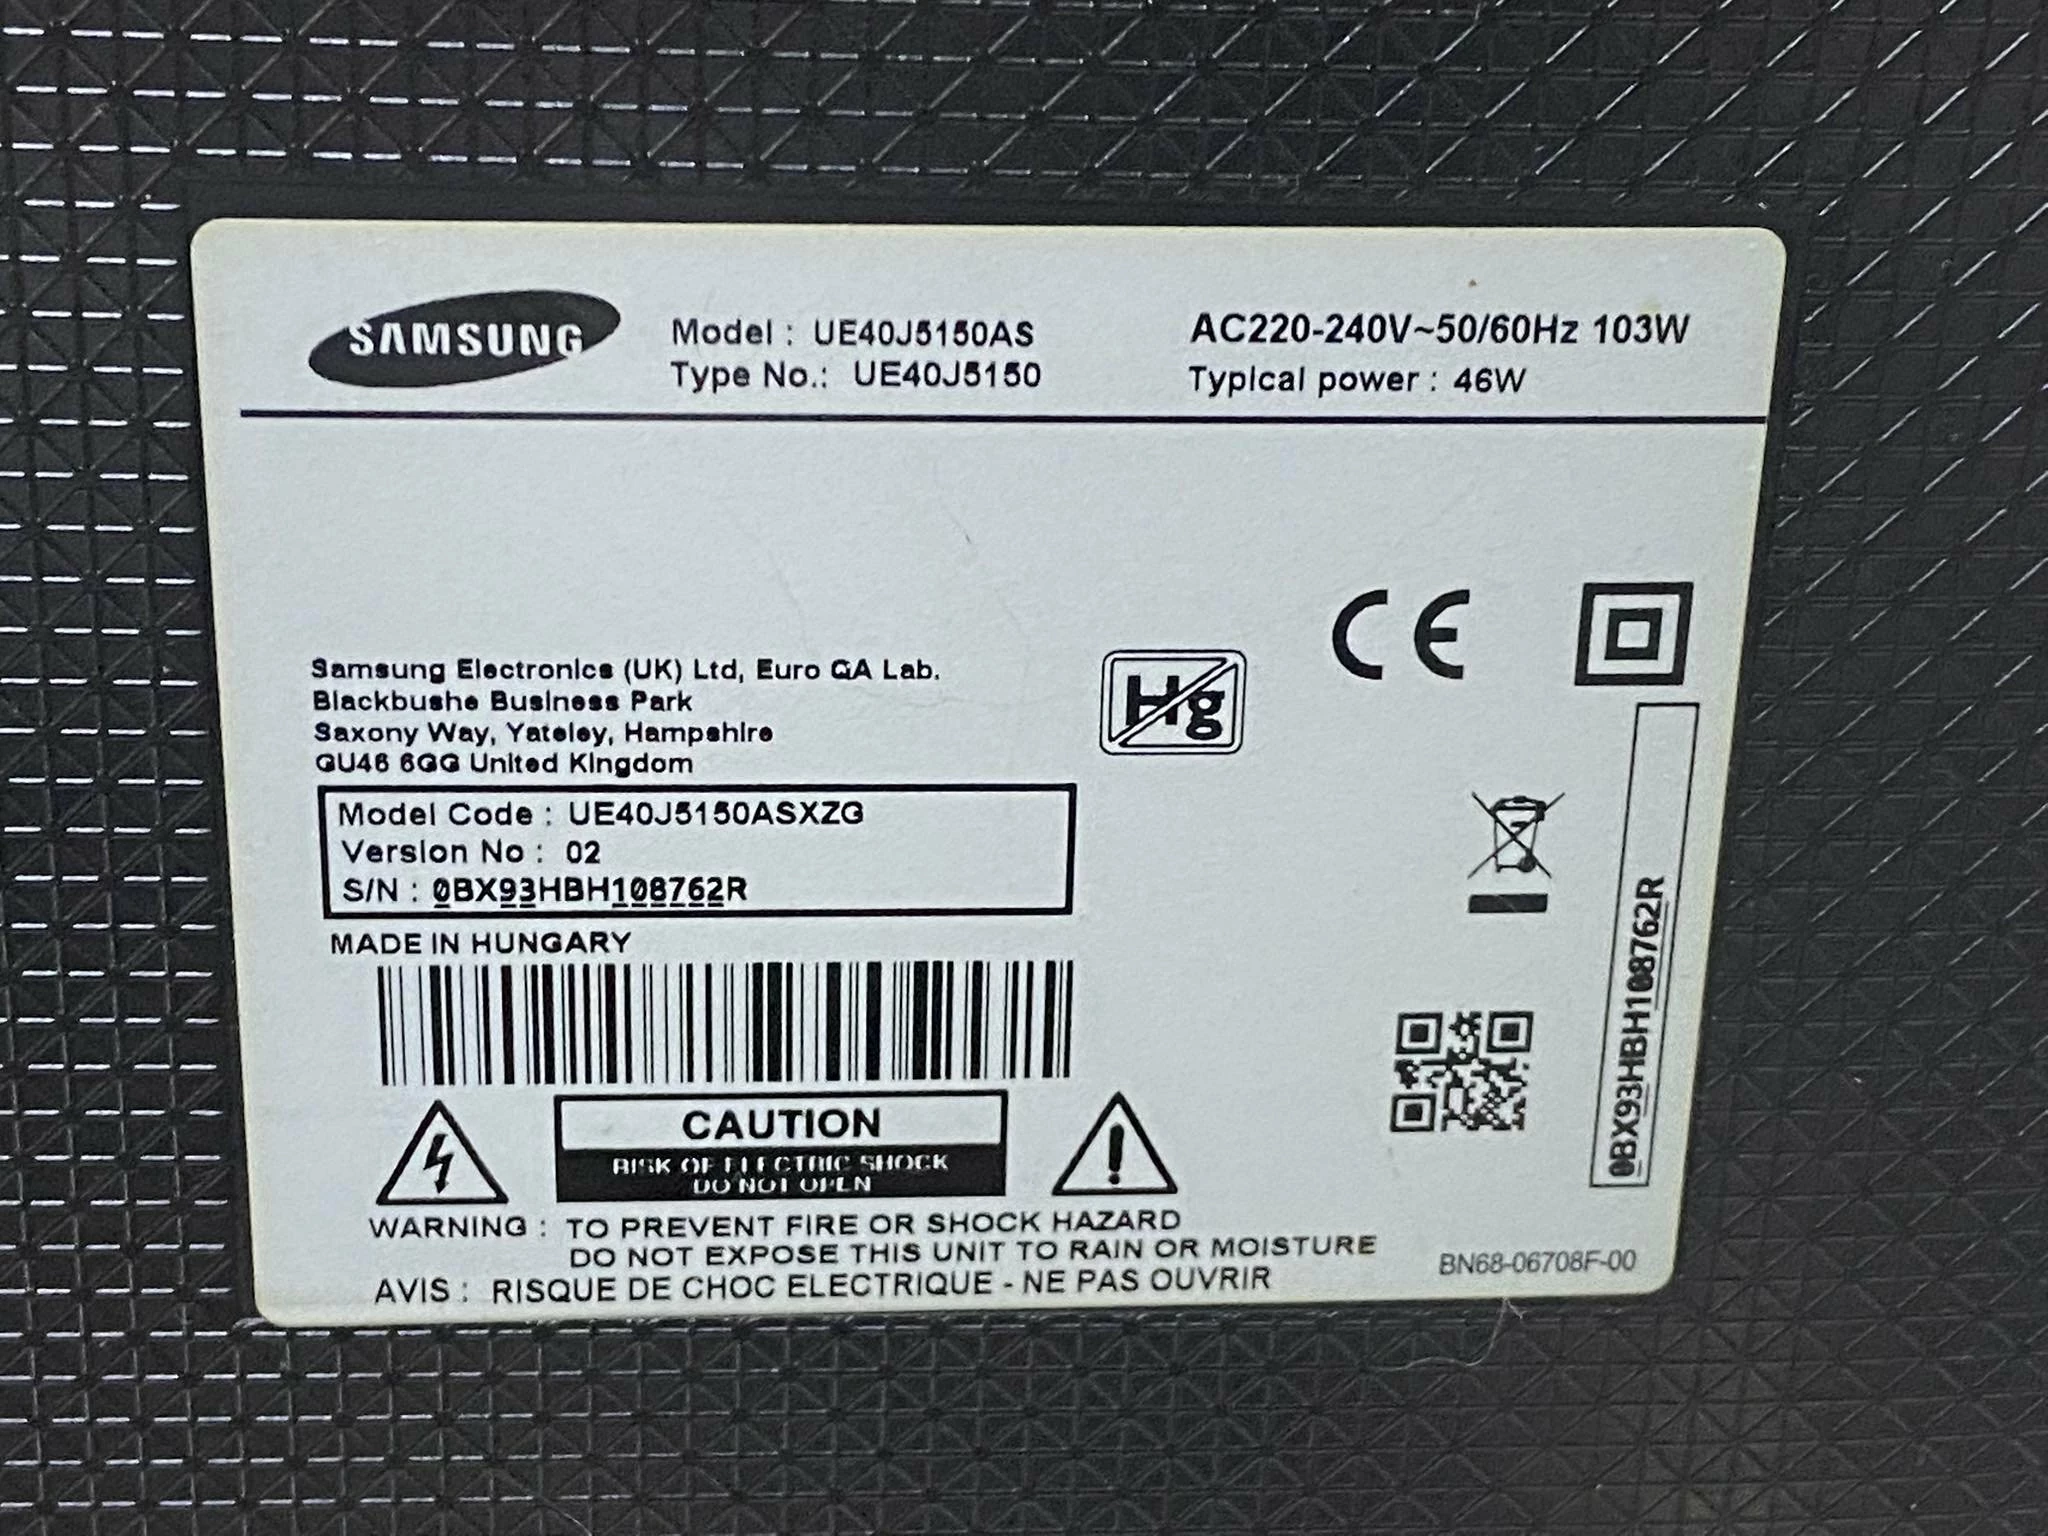 SAMSUNG
Model : UE40J5150AS
Type No.: UE40J5150
AC220-240V~50/60Hz 103W
Typical power : 46W
Samsung Electronics (UK) Ltd, Euro QA Lab.
Blackbushe Business Park
Saxony Way, Yateley, Hampshire
GU46 6GG United Kingdom
Hg
CE
Model Code : UE40J5150ASXZG
Version No : 02
S/N : 0BX93HBH108762R
MADE IN HUNGARY
0BX93HBH108762R
CAUTION
RISK OF ELECTRIC SHOCK
DO NOT OPEN
WARNING : TO PREVENT FIRE OR SHOCK HAZARD
DO NOT EXPOSE THIS UNIT TO RAIN OR MOISTURE
AVIS : RISQUE DE CHOC ELECTRIQUE - NE PAS OUVRIR
BN68-06708F-00